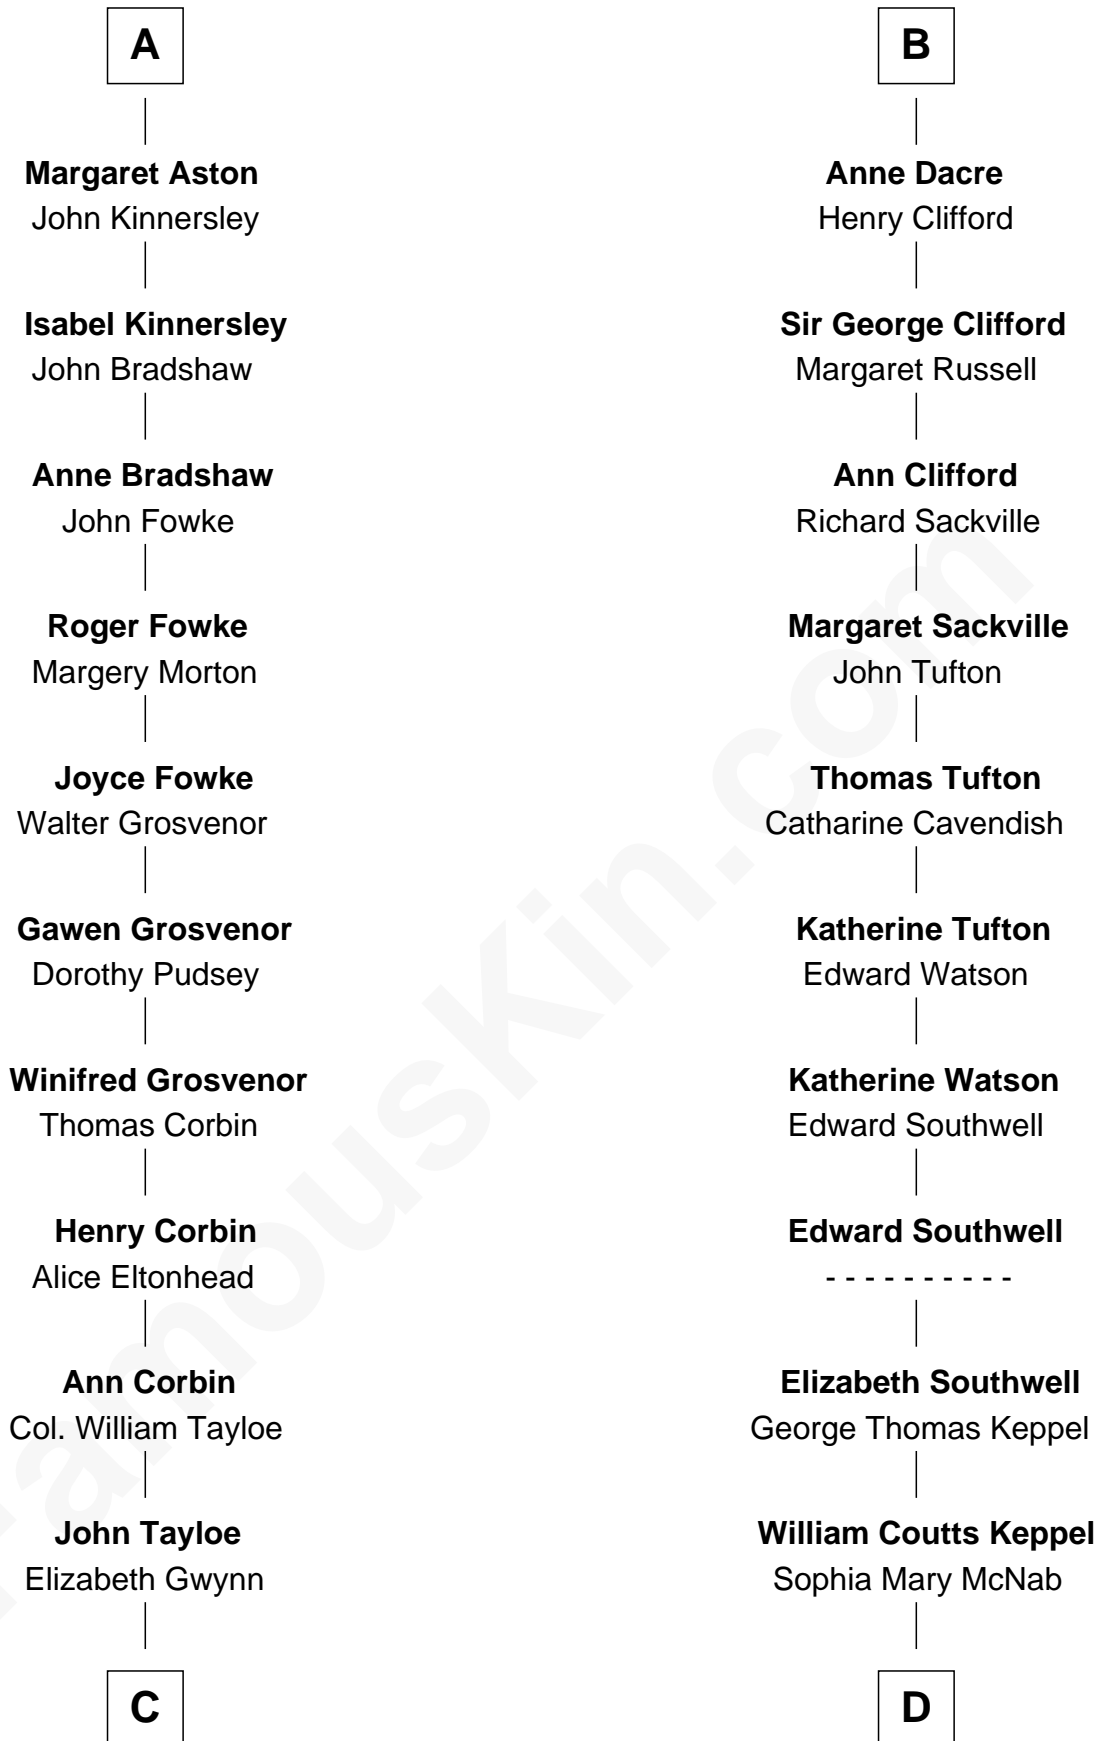 A
Margaret Aston
John Kinnersley
Isabel Kinnersley
John Bradshaw
Anne Bradshaw
John Fowke
Roger Fowke
Margery Morton
Joyce Fowke
Walter Grosvenor
Gawen Grosvenor
Dorothy Pudsey
Winifred Grosvenor
Thomas Corbin
Henry Corbin
Alice Eltonhead
Ann Corbin
Col. William Tayloe
John Tayloe
Elizabeth Gwynn
C
B
Anne Dacre
Henry Clifford
Sir George Clifford
Margaret Russell
Ann Clifford
Richard Sackville
Margaret Sackville
John Tufton
Thomas Tufton
Catharine Cavendish
Katherine Tufton
Edward Watson
Katherine Watson
Edward Southwell
Edward Southwell
- - - - - - - - - -
Elizabeth Southwell
George Thomas Keppel
William Coutts Keppel
Sophia Mary McNab
D
FamousKin.com